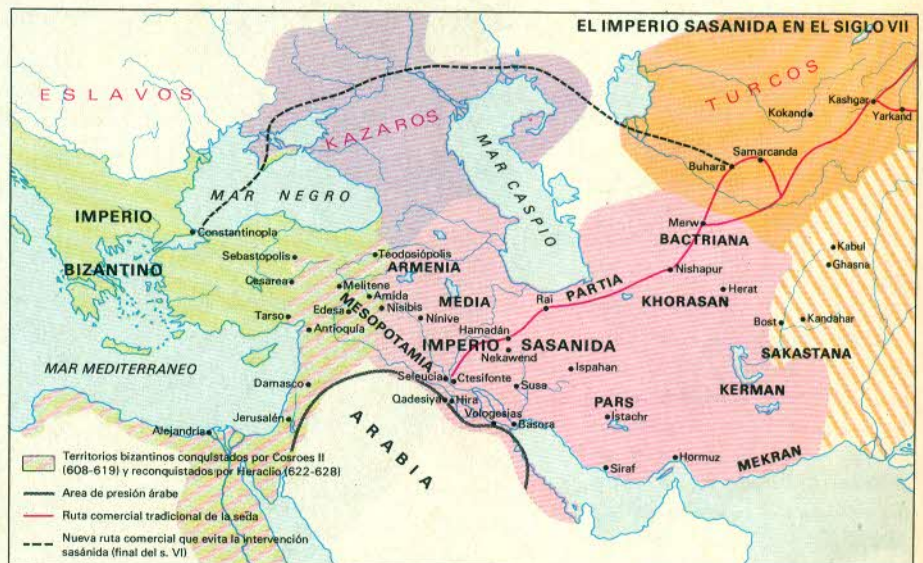 EL IMPERIO SASANIDA EN EL SIGLO VII
ESLAVOS
KAZAROS
TURCOS
Kokand
Kashgar
Yarkand
Samarcanda
Buhara
MAR CASPIO
MAR NEGRO
IMPERIO
BIZANTINO
Constantinopla
Merw
BACTRIANA
Kabul
Ghasna
Sebastópolis
Teodosiópolis
ARMENIA
Nishapur
PARTIA
KHORASAN
Herat
Cesarea
Melitene
Amida
Edesa
Nisibis
MEDIA
Rai
Tarso
Nínive
Bost
Kandahar
Antioquía
MESOPOTAMIA
Hamadán
IMPERIO SASANIDA
Nekawend
SAKASTANA
MAR MEDITERRANEO
Ispahan
Seleucia
Ctesifonte
Susa
KERMAN
Damasco
Qadesiya
Hira
PARS
Istachr
Vologesias
Basora
Jerusalén
Alejandría
ARABIA
MEKRAN
Siraf
Hormuz
Territorios bizantinos conquistados por Cosroes II
(608-619) y reconquistados por Heraclio (622-628)
Area de presión árabe
Ruta comercial tradicional de la seda
Nueva ruta comercial que evita la intervención
sasánida (final del s. VI)